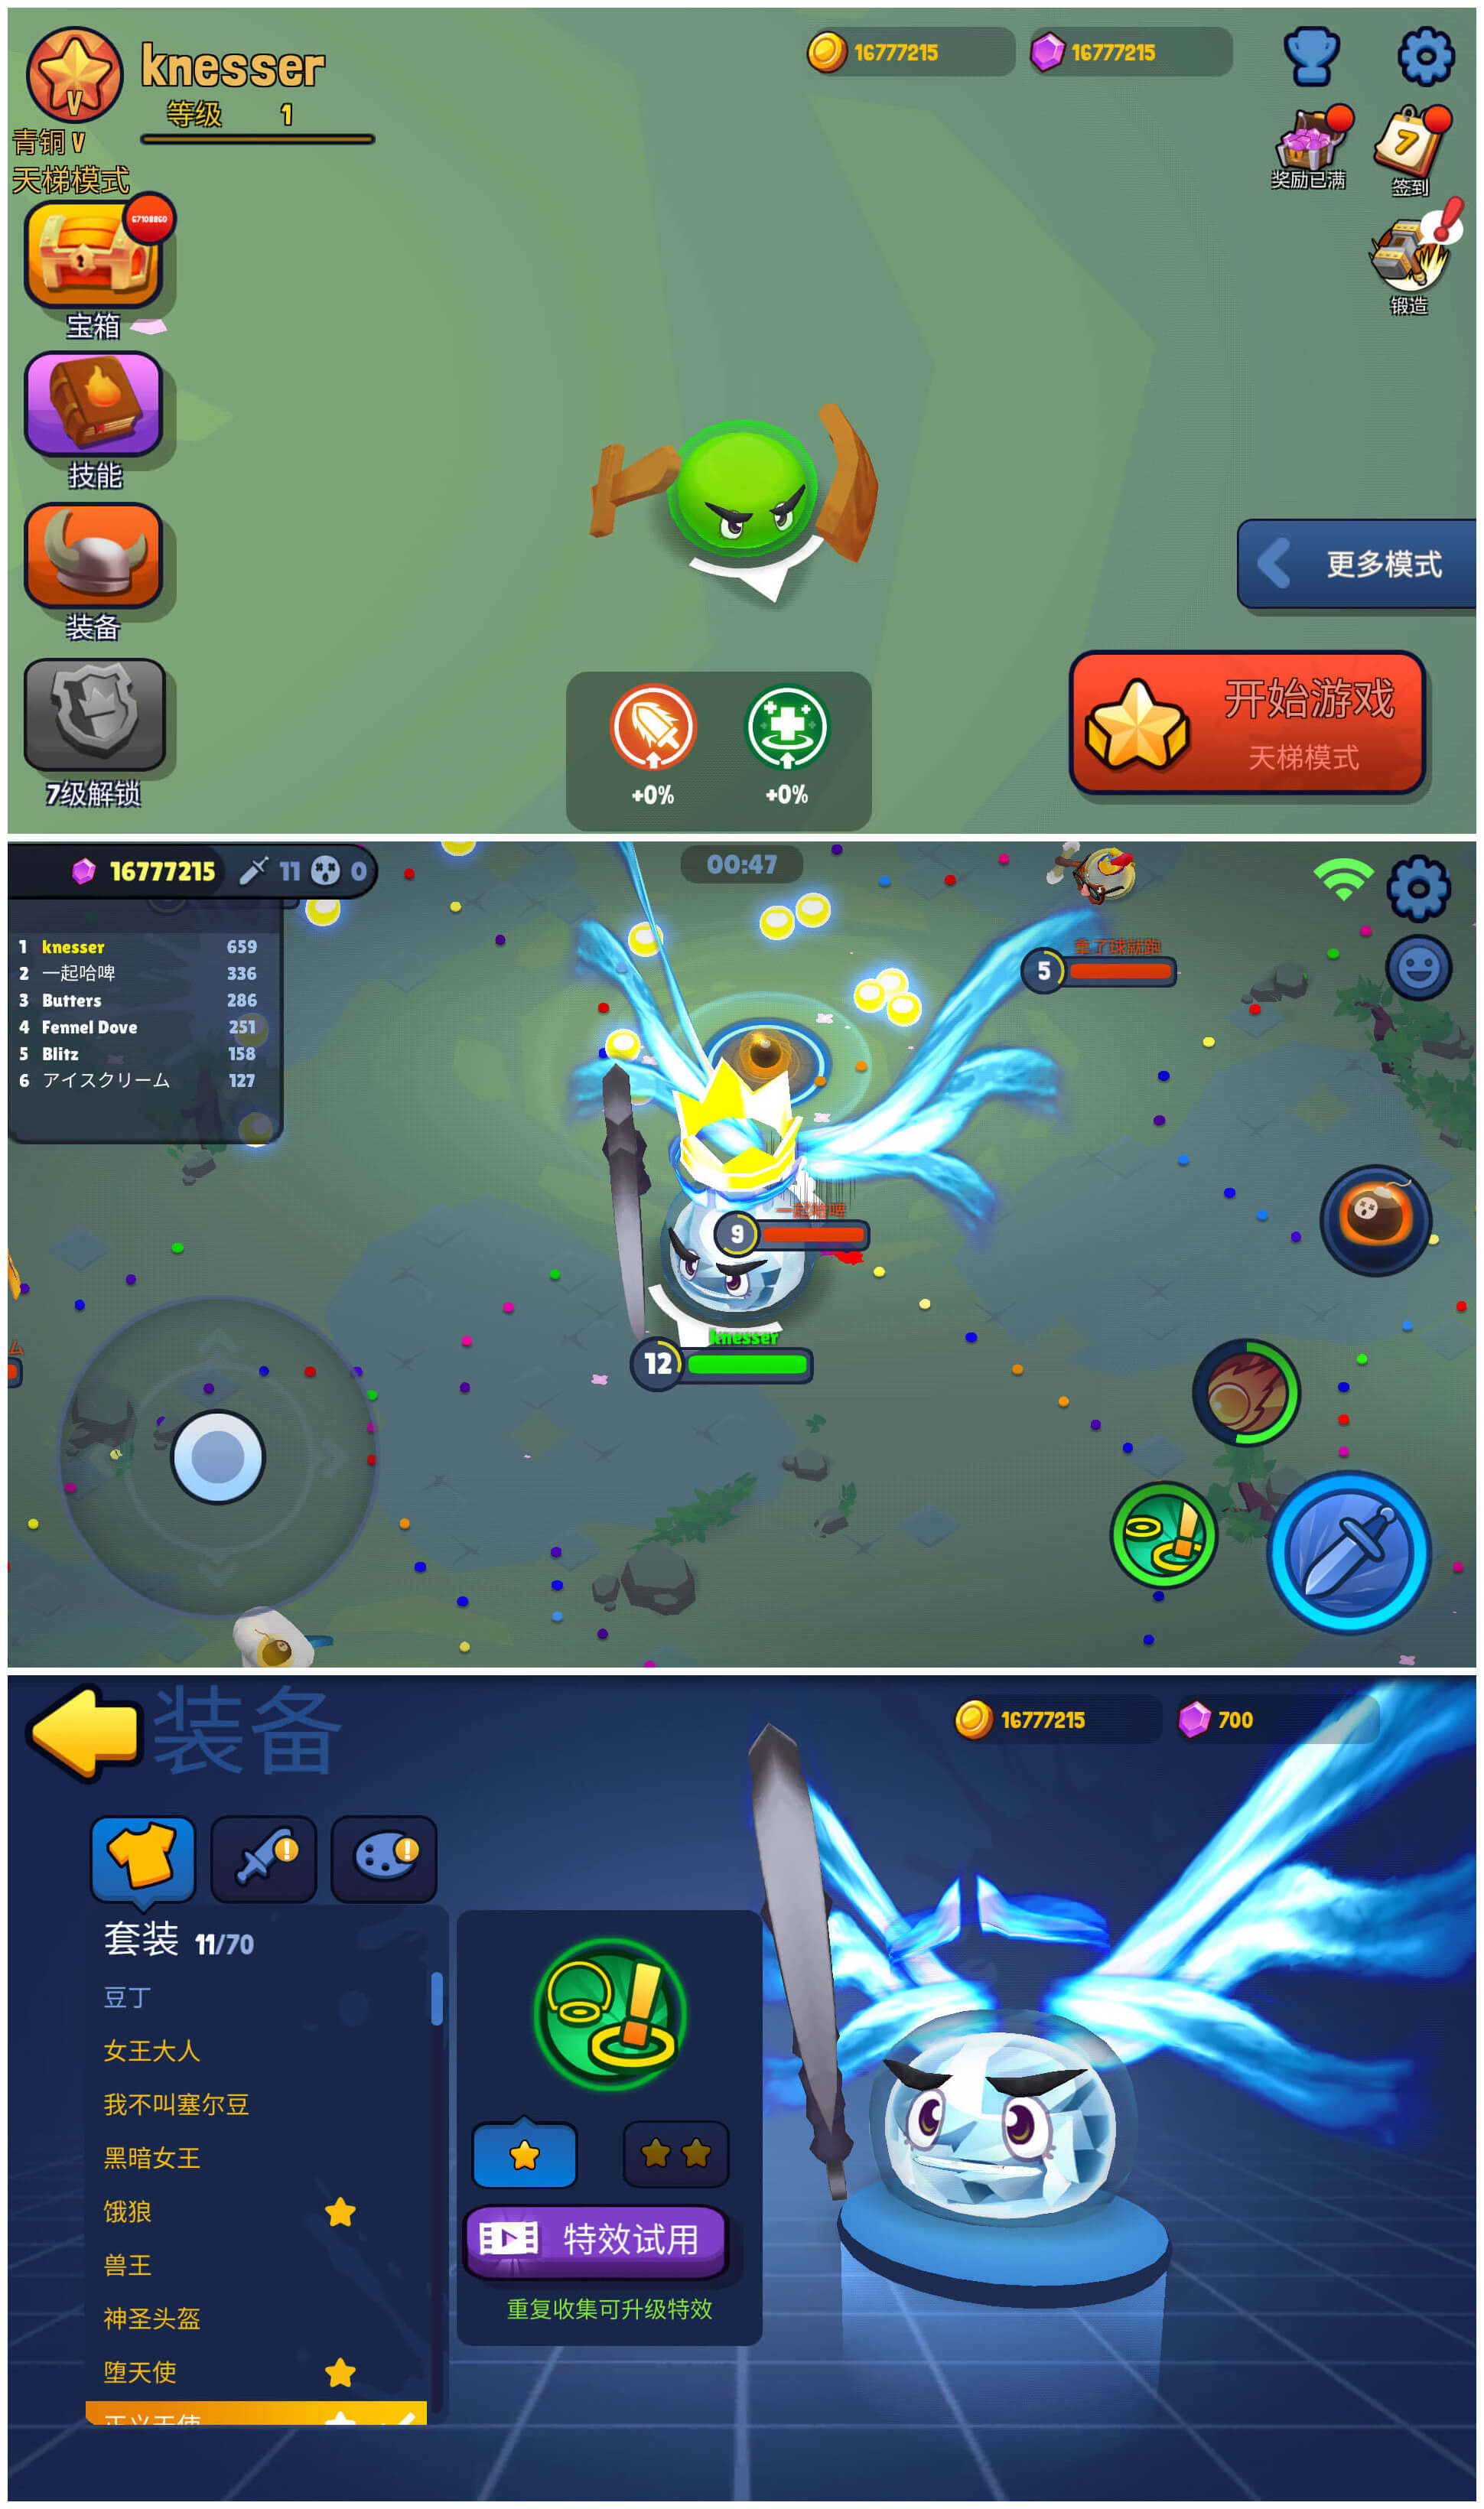 knesser
等级 1
V
青铜 V
天梯模式
16777215
16777215
奖励已满
7
签到
锻造
67108860
宝箱
技能
装备
7级解锁
+0%
+0%
更多模式
开始游戏
天梯模式
16777215 11 0
00:47
1 knesser 659
2 一起哈啤 336
3 Butters 286
4 Fennel Dove 251
5 Blitz 158
6 アイスクリーム 127
拿了球就跑
5
一起哈啤
9
knesser
12
ム
装备
16777215
700
套装 11/70
豆丁
女王大人
我不叫塞尔豆
黑暗女王
饿狼
兽王
神圣头盔
堕天使
正义天使
特效试用
重复收集可升级特效